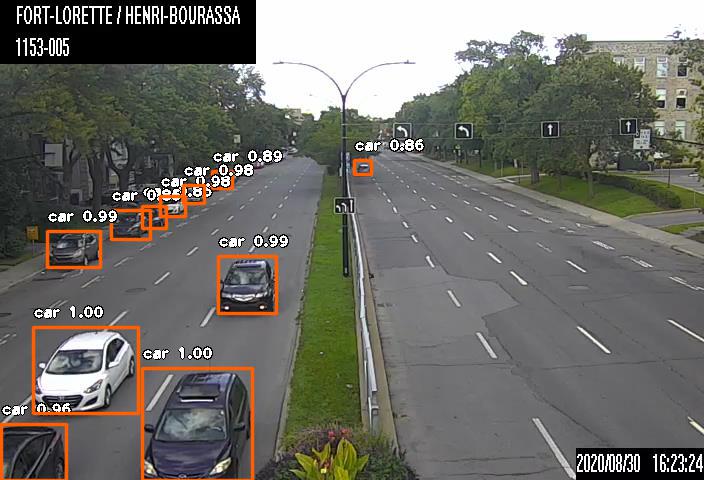 FORT-LORETTE / HENRI-BOURASSA
1153-005
car 0.89
car 0.86
car 0.98
car 0.98
car 0.99
car 0.99
car 1.00
car 1.00
car 0.96
2020/08/30 16:23:24